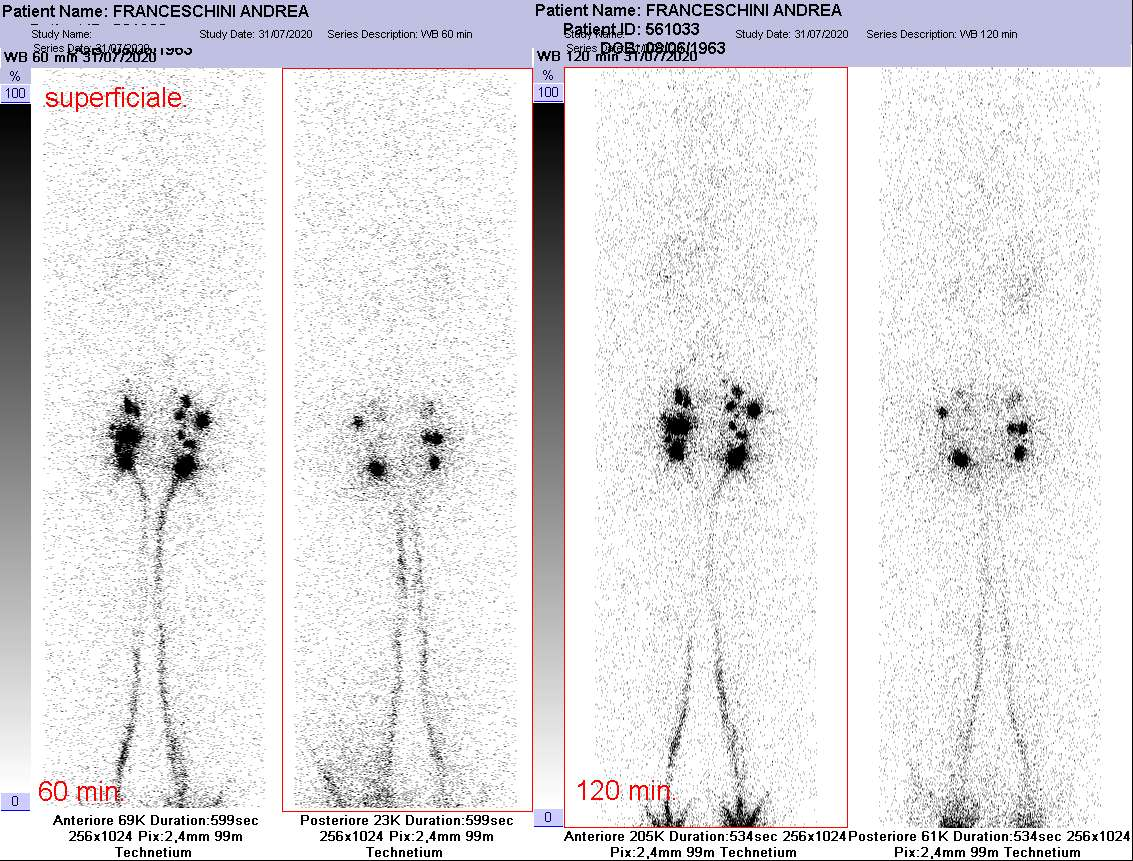 Patient Name: FRANCESCHINI ANDREA
Study Name:
Study Date: 31/07/2020
Series Description: WB 60 min
WB 60 min 31/07/2020
%
100
superficiale.
60 min.
0
Anteriore 69K Duration:599sec
256x1024 Pix:2,4mm 99m
Technetium
Posteriore 23K Duration:599sec
256x1024 Pix:2,4mm 99m
Technetium
Patient Name: FRANCESCHINI ANDREA
Patient ID: 561033
Study Date: 31/07/2020
Series Description: WB 120 min
DOB: 08/06/1963
WB 120 min 31/07/2020
%
100
120 min.
0
Anteriore 205K Duration:534sec 256x1024
Pix:2,4mm 99m Technetium
Posteriore 61K Duration:534sec 256x1024
Pix:2,4mm 99m Technetium